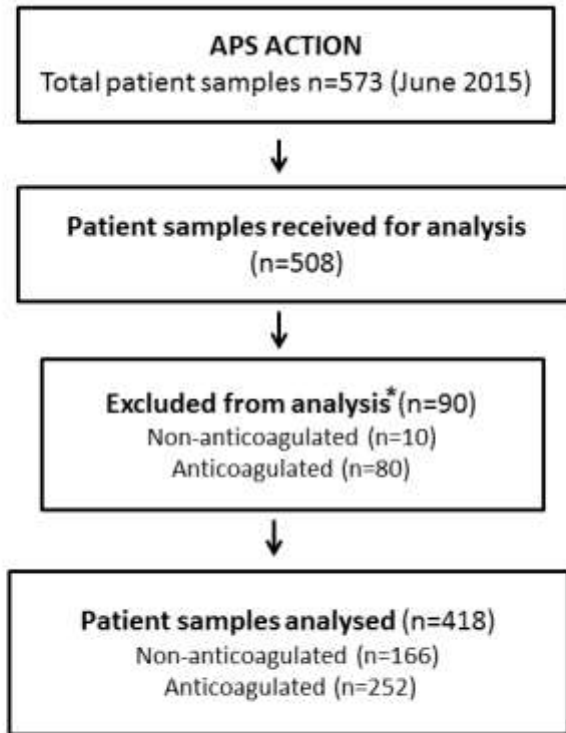 APS ACTION
Total patient samples n=573 (June 2015)
Patient samples received for analysis
(n=508)
Excluded from analysis* (n=90)
Non-anticoagulated (n=10)
Anticoagulated (n=80)
Patient samples analysed (n=418)
Non-anticoagulated (n=166)
Anticoagulated (n=252)